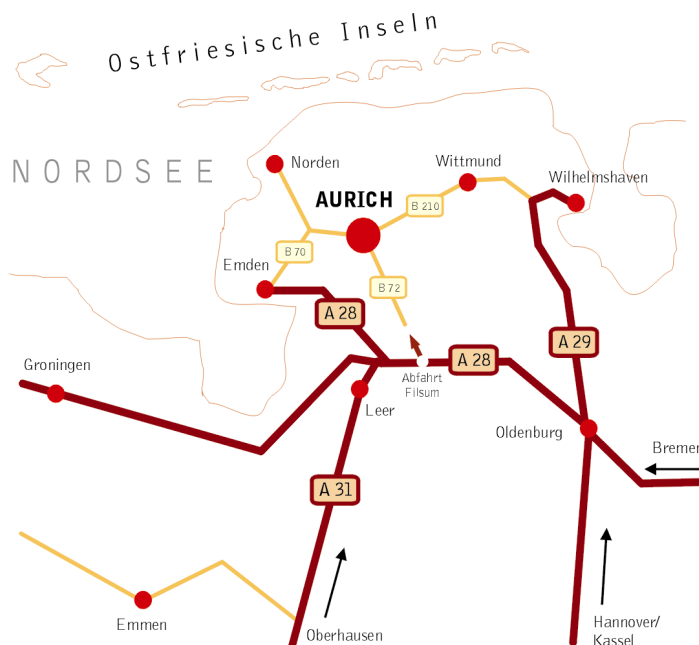 Ostfriesische Inseln
NORDSEE
Norden
Wittmund
Wilhelmshaven
AURICH
B 210
B 70
Emden
B 72
A 28
A 29
A 28
Groningen
Abfahrt
Filsum
Leer
Oldenburg
Bremen
A 31
Emmen
Oberhausen
Hannover/
Kassel